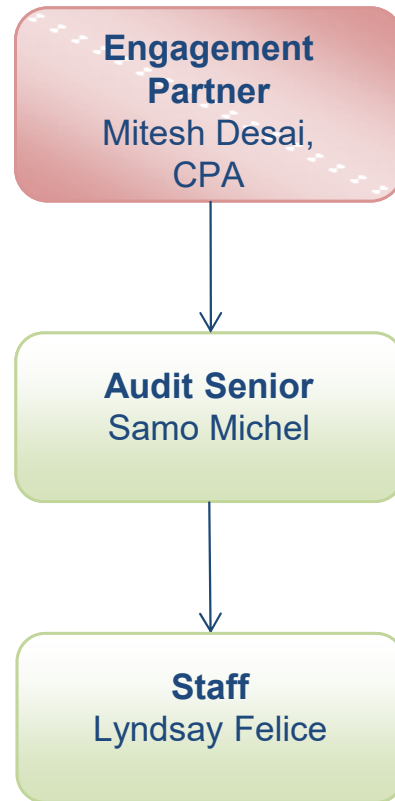 Engagement
Partner
Mitesh Desai,
CPA
Audit Senior
Samo Michel
Staff
Lyndsay Felice